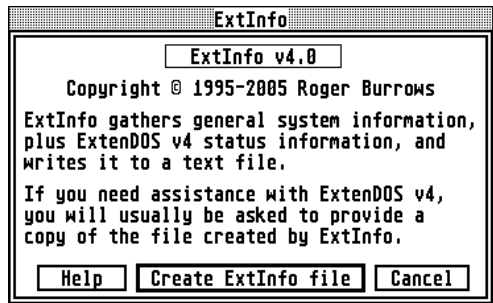 ExtInfo
ExtInfo v4.0
Copyright © 1995-2005 Roger Burrows
ExtInfo gathers general system information,
plus ExtenDOS v4 status information, and
writes it to a text file.
If you need assistance with ExtenDOS v4,
you will usually be asked to provide a
copy of the file created by ExtInfo.
Help
Create ExtInfo file
Cancel